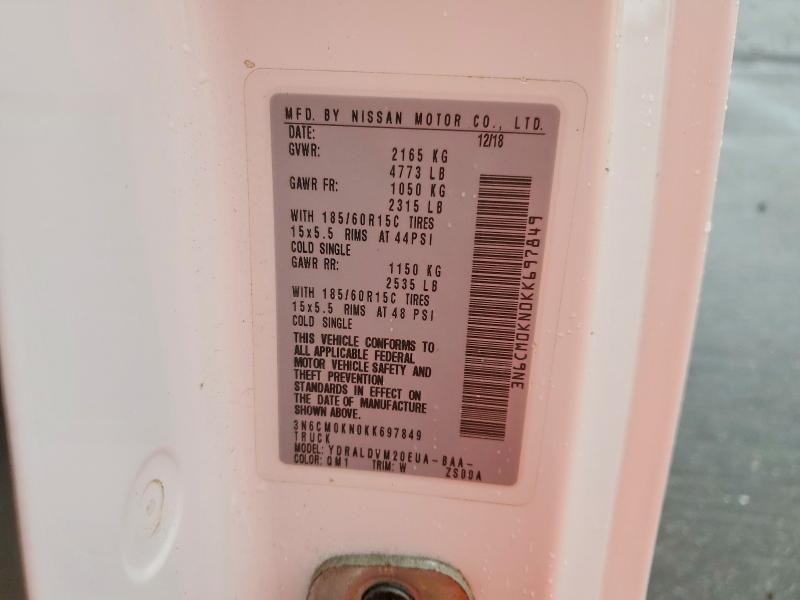 MFD. BY NISSAN MOTOR CO., LTD.
DATE: 12/18
GVWR: 2165 KG
4773 LB
GAWR FR: 1050 KG
2315 LB
WITH 185/60R15C TIRES
15x5.5 RIMS AT 44PSI
COLD SINGLE
GAWR RR: 1150 KG
2535 LB
WITH 185/60R15C TIRES
15x5.5 RIMS AT 48 PSI
COLD SINGLE
THIS VEHICLE CONFORMS TO
ALL APPLICABLE FEDERAL
MOTOR VEHICLE SAFETY AND
THEFT PREVENTION
STANDARDS IN EFFECT ON
THE DATE OF MANUFACTURE
SHOWN ABOVE.
3N6CM0KN0KK697849
TRUCK
MODEL: YDRALDVM20EUA-BAA-
COLOR: QM1 TRIM: W ZS00A
3N6CM0KN0KK697849